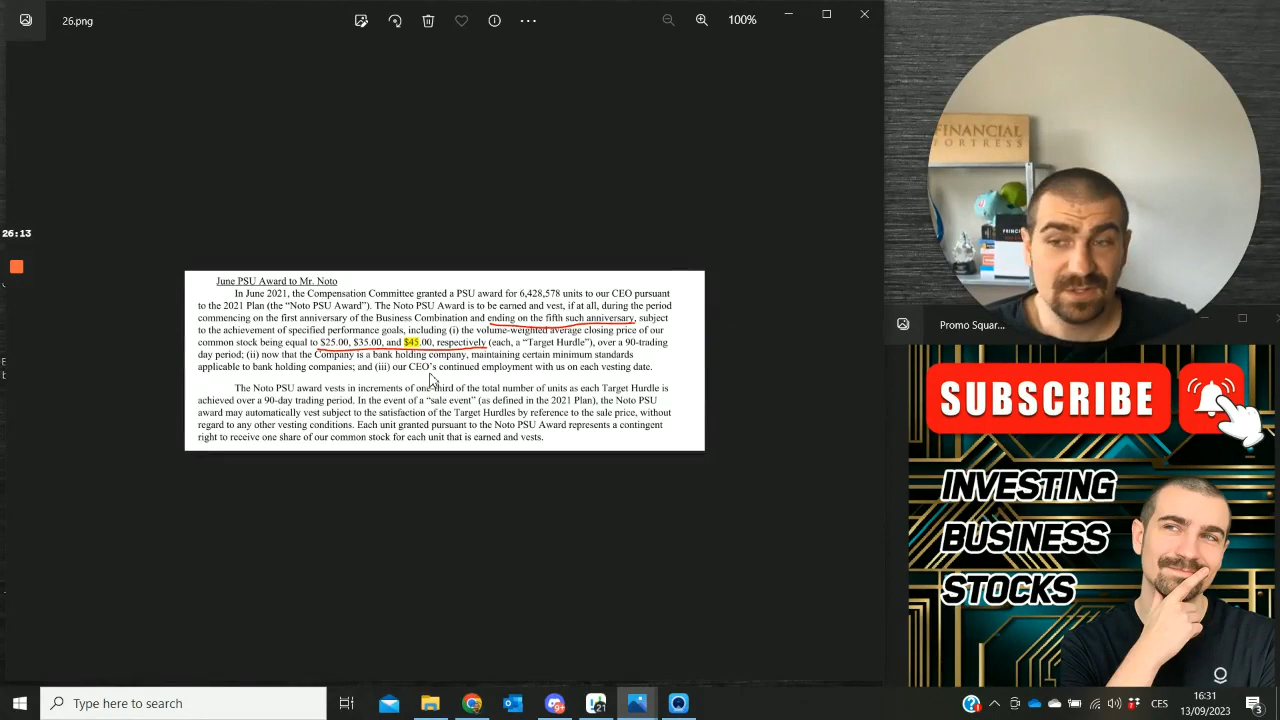 26.png
100%
FINANCIAL
FORTRESS
PRINCI
26:13
June PSU Award to Mr. Noto
In June 2021, the Compensation Committee granted a PSU award for 6,428,578 units to our CEO pursuant
to the 2021 Plan (the “Noto PSU Award”). The Noto PSU Award is to be earned and vest, if at all, during the period
commencing on the first anniversary of the Business Combination and ending on the fifth such anniversary, subject
to the achievement of specified performance goals, including (i) the volume-weighted average closing price of our
common stock being equal to $25.00, $35.00, and $45.00, respectively (each, a “Target Hurdle”), over a 90-trading
day period; (ii) now that the Company is a bank holding company, maintaining certain minimum standards
applicable to bank holding companies; and (iii) our CEO’s continued employment with us on each vesting date.
The Noto PSU award vests in increments of one-third of the total number of units as each Target Hurdle is
achieved over a 90-day trading period. In the event of a “sale event” (as defined in the 2021 Plan), the Noto PSU
award may automatically vest subject to the satisfaction of the Target Hurdles by reference to the sale price, without
regard to any other vesting conditions. Each unit granted pursuant to the Noto PSU Award represents a contingent
right to receive one share of our common stock for each unit that is earned and vests.
Promo Squar...
SUBSCRIBE
INVESTING
BUSINESS
STOCKS
Type here to search
21
CES
16:31
13/09/2023
3